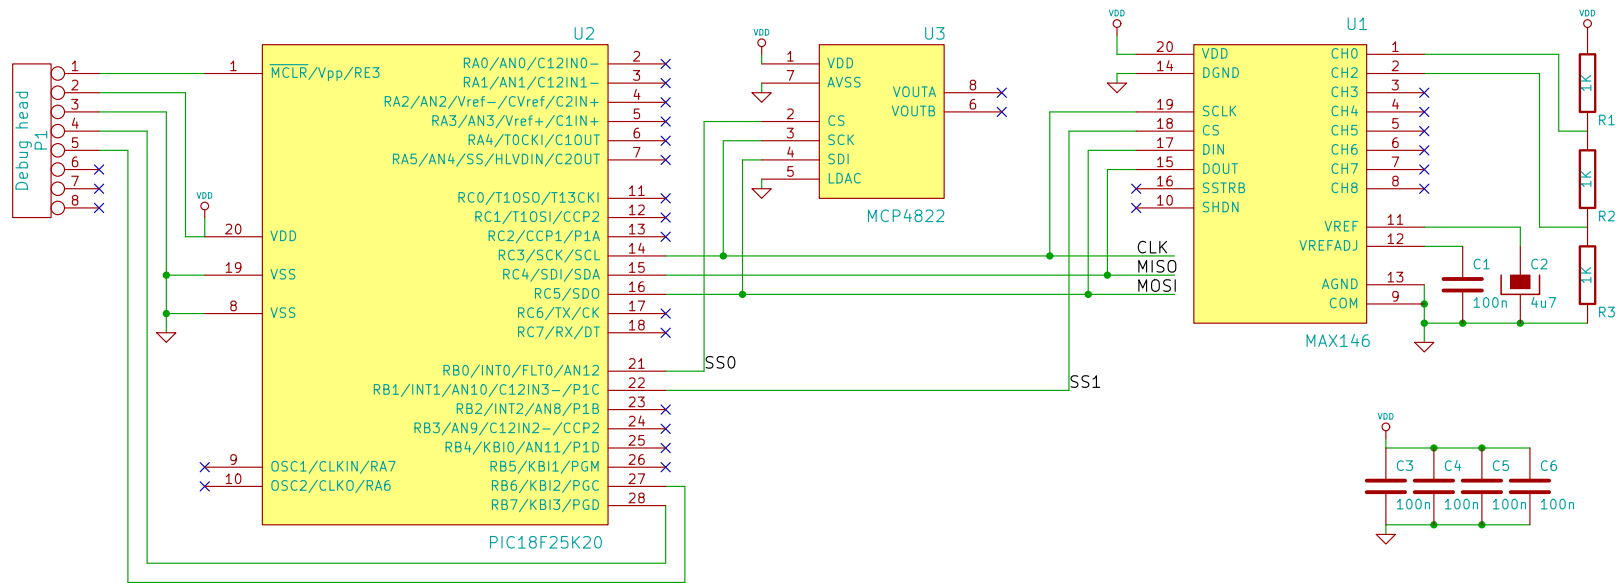 Debug head
P1
1
2
3
4
5
6
7
8
VDD
U2
1 MCLR/Vpp/RE3
20 VDD
19 VSS
8 VSS
9 OSC1/CLKIN/RA7
10 OSC2/CLKO/RA6
RA0/AN0/C12IN0- 2
RA1/AN1/C12IN1- 3
RA2/AN2/Vref-/CVref/C2IN+ 4
RA3/AN3/Vref+/C1IN+ 5
RA4/T0CKI/C1OUT 6
RA5/AN4/SS/HLVDIN/C2OUT 7
RC0/T1OSO/T13CKI 11
RC1/T1OSI/CCP2 12
RC2/CCP1/P1A 13
RC3/SCK/SCL 14
RC4/SDI/SDA 15
RC5/SDO 16
RC6/TX/CK 17
RC7/RX/DT 18
RB0/INT0/FLT0/AN12 21
RB1/INT1/AN10/C12IN3-/P1C 22
RB2/INT2/AN8/P1B 23
RB3/AN9/C12IN2-/CCP2 24
RB4/KBI0/AN11/P1D 25
RB5/KBI1/PGM 26
RB6/KBI2/PGC 27
RB7/KBI3/PGD 28
PIC18F25K20
SS0
SS1
VDD
U3
1 VDD
7 AVSS
2 CS
3 SCK
4 SDI
5 LDAC
VOUTA 8
VOUTB 6
MCP4822
CLK
MISO
MOSI
VDD
U1
20 VDD
14 DGND
19 SCLK
18 CS
17 DIN
15 DOUT
16 SSTRB
10 SHDN
CH0 1
CH2 2
CH3 3
CH4 4
CH5 5
CH6 6
CH7 7
CH8 8
VREF 11
VREFADJ 12
AGND 13
COM 9
MAX146
C1
100n
C2
4u7
VDD
1K
R1
1K
R2
1K
R3
VDD
C3
100n
C4
100n
C5
100n
C6
100n